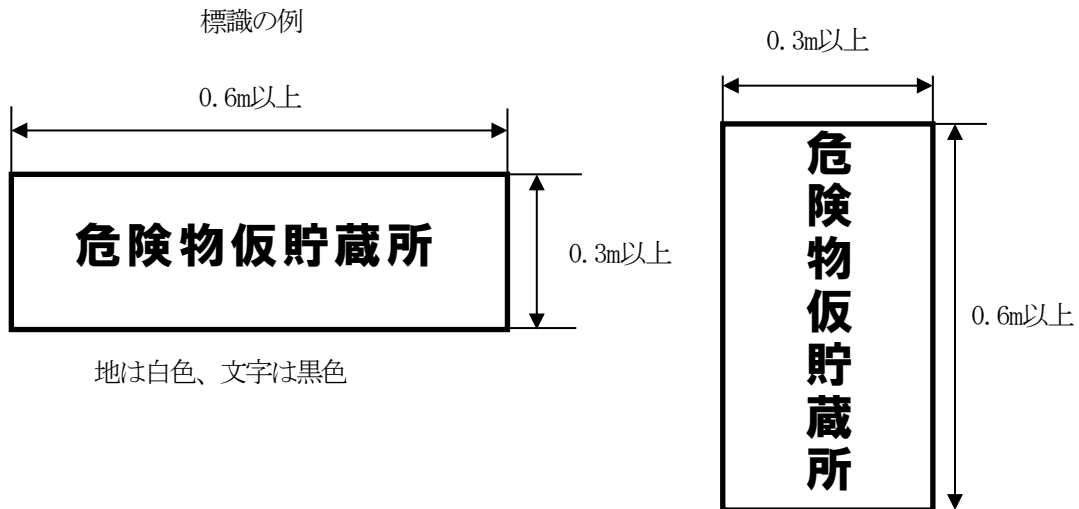 標識の例
0.6m以上
危険物仮貯蔵所
0.3m以上
地は白色、文字は黒色
0.3m以上
危険物仮貯蔵所
0.6m以上